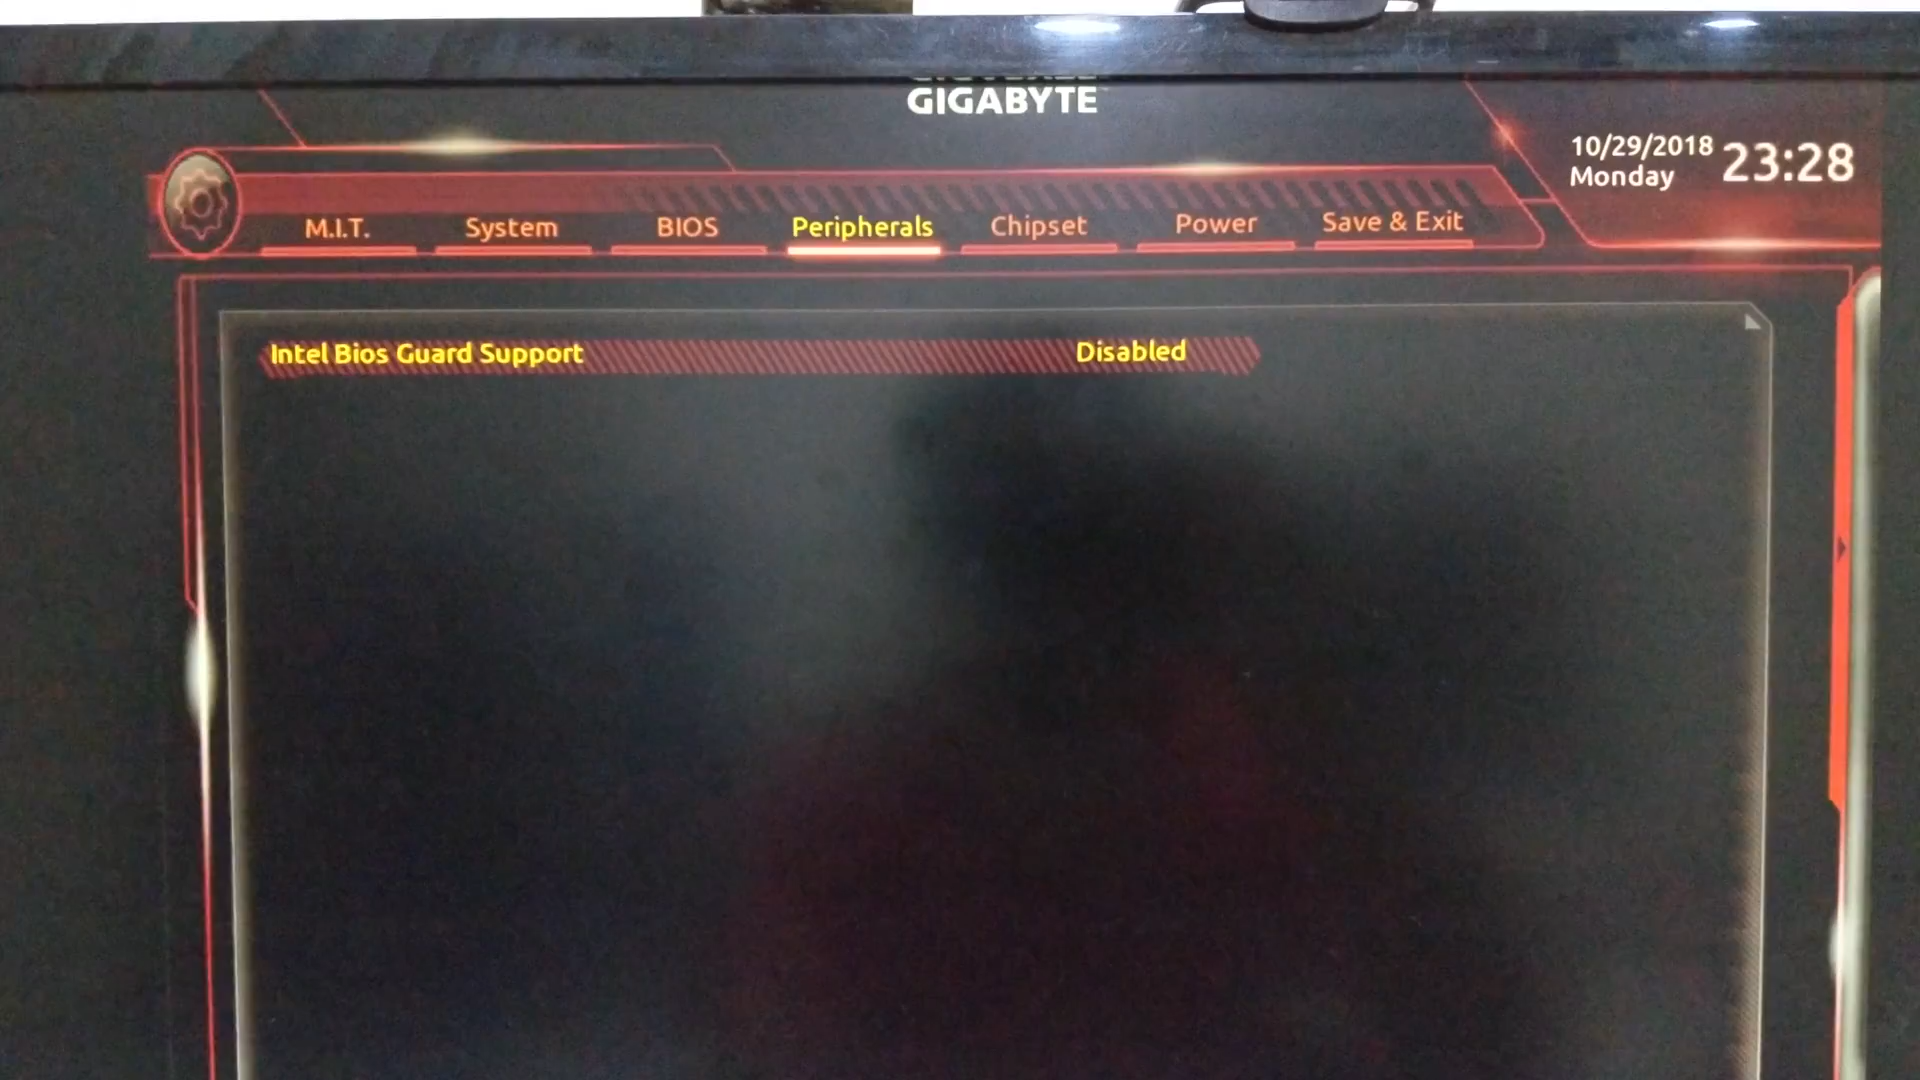 GIGABYTE
10/29/2018
Monday
23:28
M.I.T. System BIOS Peripherals Chipset Power Save & Exit
Intel Bios Guard Support Disabled